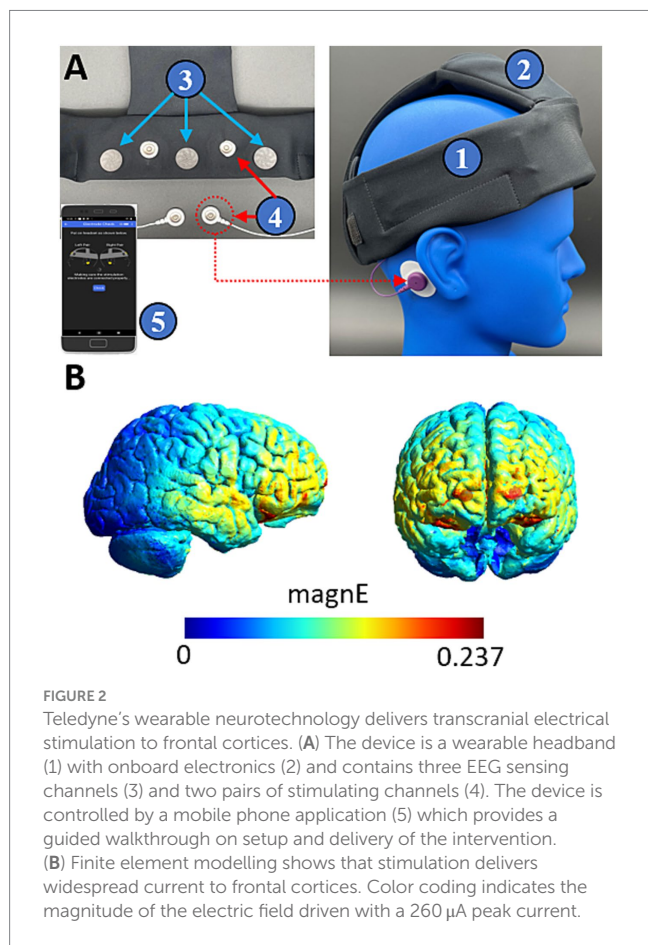 A
3
2
1
4
5
B
magnE
0
0.237
FIGURE 2
Teledyne's wearable neurotechnology delivers transcranial electrical
stimulation to frontal cortices. (A) The device is a wearable headband
(1) with onboard electronics (2) and contains three EEG sensing
channels (3) and two pairs of stimulating channels (4). The device is
controlled by a mobile phone application (5) which provides a
guided walkthrough on setup and delivery of the intervention.
(B) Finite element modelling shows that stimulation delivers
widespread current to frontal cortices. Color coding indicates the
magnitude of the electric field driven with a 260 μA peak current.